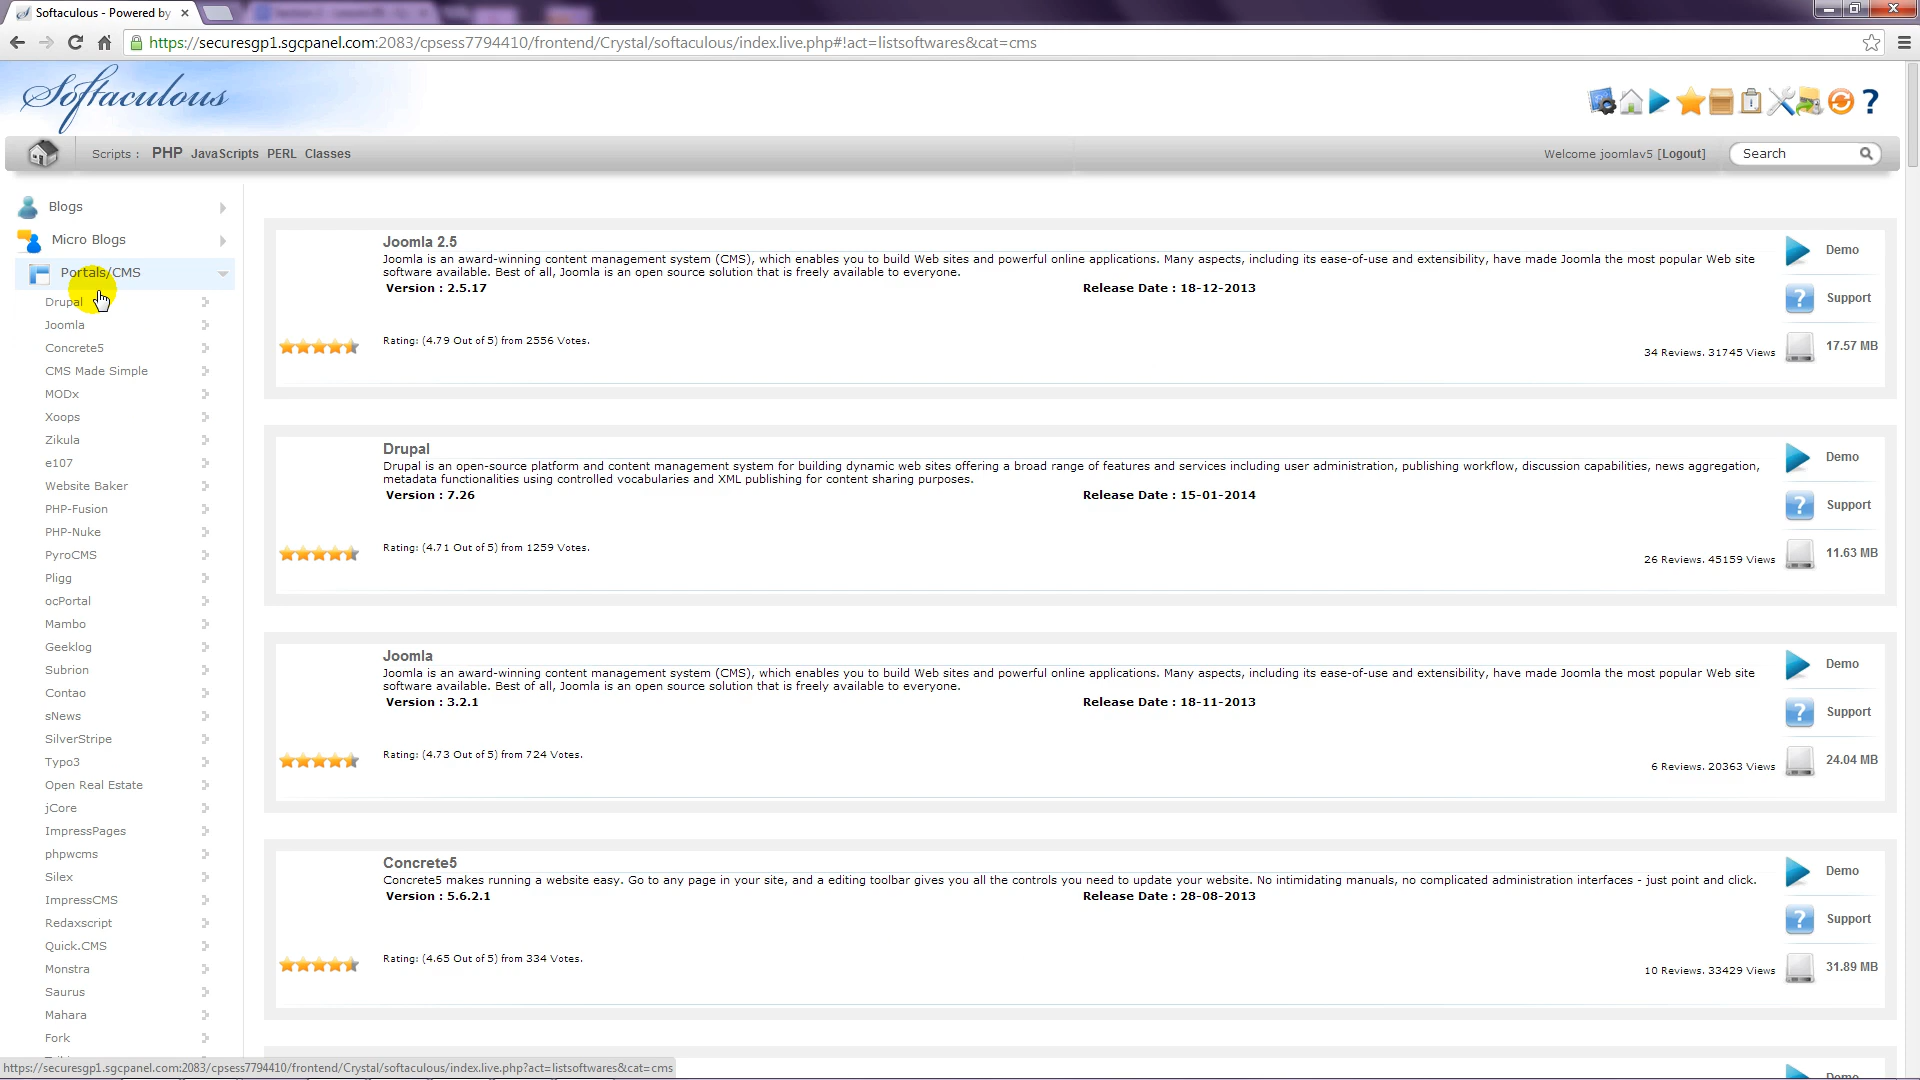 Softaculous - Powered by
https://securesgp1.sgcpanel.com:2083/cpsess7794410/frontend/Crystal/softaculous/index.live.php#!act=listsoftwares&cat=cms
Softaculous
Scripts : PHP JavaScripts PERL Classes
Welcome joomlav5 [Logout]
Search
Blogs
Micro Blogs
Portals/CMS
Drupal
Joomla
Concrete5
CMS Made Simple
MODx
Xoops
Zikula
e107
Website Baker
PHP-Fusion
PHP-Nuke
PyroCMS
Pligg
ocPortal
Mambo
Geeklog
Subrion
Contao
sNews
SilverStripe
Typo3
Open Real Estate
jCore
ImpressPages
phpwcms
Silex
ImpressCMS
Redaxscript
Quick.CMS
Monstra
Saurus
Mahara
Fork
Joomla 2.5
Joomla is an award-winning content management system (CMS), which enables you to build Web sites and powerful online applications. Many aspects, including its ease-of-use and extensibility, have made Joomla the most popular Web site
software available. Best of all, Joomla is an open source solution that is freely available to everyone.
Version : 2.5.17 Release Date : 18-12-2013
Rating: (4.79 Out of 5) from 2556 Votes.
34 Reviews. 31745 Views
Demo
Support
17.57 MB
Drupal
Drupal is an open-source platform and content management system for building dynamic web sites offering a broad range of features and services including user administration, publishing workflow, discussion capabilities, news aggregation,
metadata functionalities using controlled vocabularies and XML publishing for content sharing purposes.
Version : 7.26 Release Date : 15-01-2014
Rating: (4.71 Out of 5) from 1259 Votes.
26 Reviews. 45159 Views
Demo
Support
11.63 MB
Joomla
Joomla is an award-winning content management system (CMS), which enables you to build Web sites and powerful online applications. Many aspects, including its ease-of-use and extensibility, have made Joomla the most popular Web site
software available. Best of all, Joomla is an open source solution that is freely available to everyone.
Version : 3.2.1 Release Date : 18-11-2013
Rating: (4.73 Out of 5) from 724 Votes.
6 Reviews. 20363 Views
Demo
Support
24.04 MB
Concrete5
Concrete5 makes running a website easy. Go to any page in your site, and a editing toolbar gives you all the controls you need to update your website. No intimidating manuals, no complicated administration interfaces - just point and click.
Version : 5.6.2.1 Release Date : 28-08-2013
Rating: (4.65 Out of 5) from 334 Votes.
10 Reviews. 33429 Views
Demo
Support
31.89 MB
Demo
https://securesgp1.sgcpanel.com:2083/cpsess7794410/frontend/Crystal/softaculous/index.live.php?act=listsoftwares&cat=cms